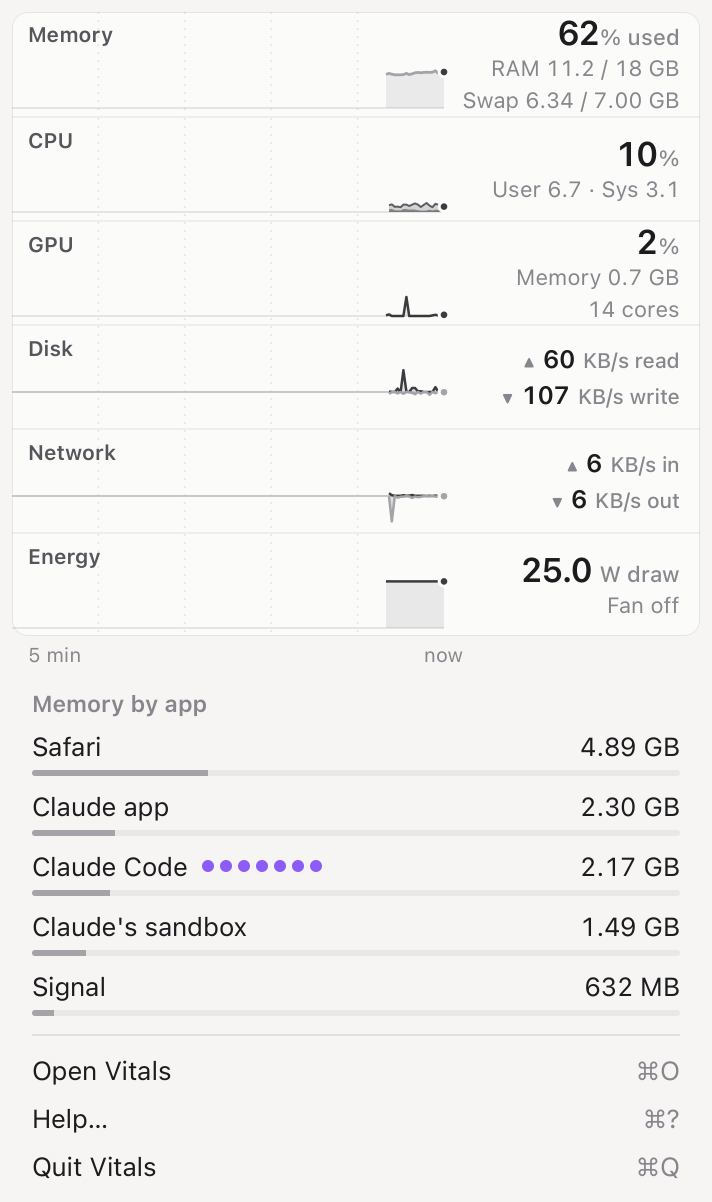 Memory
62% used
RAM 11.2 / 18 GB
Swap 6.34 / 7.00 GB
CPU
10%
User 6.7 · Sys 3.1
GPU
2%
Memory 0.7 GB
14 cores
Disk
▲ 60 KB/s read
▼ 107 KB/s write
Network
▲ 6 KB/s in
▼ 6 KB/s out
Energy
25.0 W draw
Fan off
5 min now
Memory by app
Safari 4.89 GB
Claude app 2.30 GB
Claude Code 2.17 GB
Claude's sandbox 1.49 GB
Signal 632 MB
Open Vitals ⌘O
Help... ⌘?
Quit Vitals ⌘Q